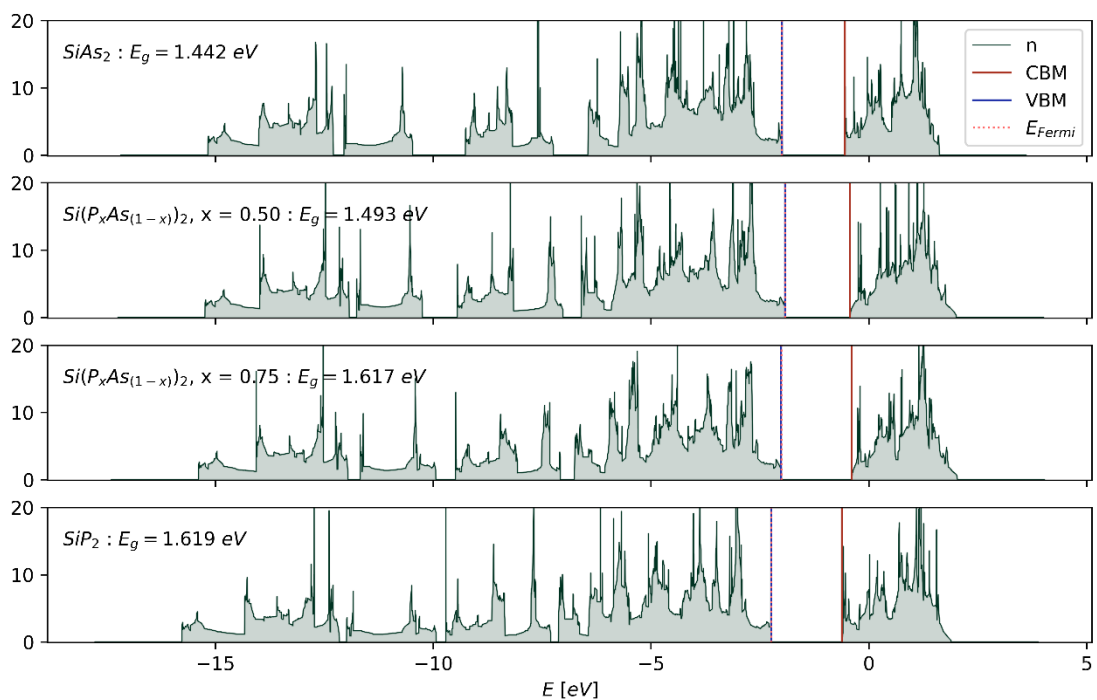 20
10
0
SiAs₂ : E_g = 1.442 eV
n
CBM
VBM
E_Fermi
20
10
0
Si(PₓAs₍₁₋ₓ₎)₂, x = 0.50 : E_g = 1.493 eV
20
10
0
Si(PₓAs₍₁₋ₓ₎)₂, x = 0.75 : E_g = 1.617 eV
20
10
0
SiP₂ : E_g = 1.619 eV
−15 −10 −5 0 5
E [eV]